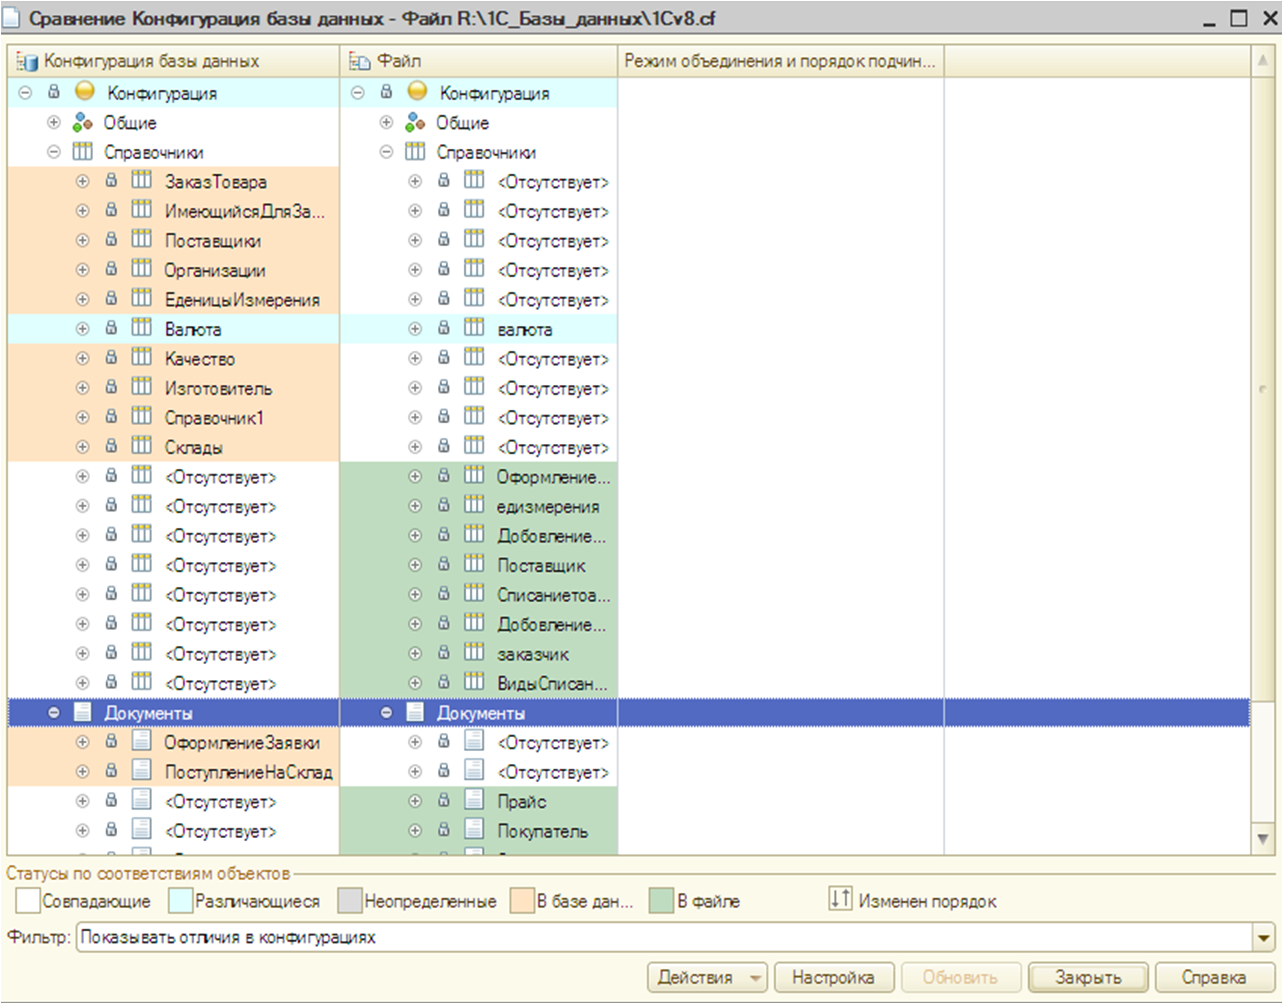 Сравнение Конфигурация базы данных - Файл R:\1С_Базы_данных\1Cv8.cf
Конфигурация базы данных Файл Режим объединения и порядок подчин...
Конфигурация Конфигурация
Общие Общие
Справочники Справочники
ЗаказТовара <Отсутствует>
ИмеющийсяДляЗа... <Отсутствует>
Поставщики <Отсутствует>
Организации <Отсутствует>
ЕденицыИзмерения <Отсутствует>
Валюта валюта
Качество <Отсутствует>
Изготовитель <Отсутствует>
Справочник1 <Отсутствует>
Склады <Отсутствует>
<Отсутствует> Оформление...
<Отсутствует> едизмерения
<Отсутствует> Добовление...
<Отсутствует> Поставщик
<Отсутствует> Списаниетоа...
<Отсутствует> Добовление...
<Отсутствует> заказчик
<Отсутствует> ВидыСписан...
Документы Документы
ОформлениеЗаявки <Отсутствует>
ПоступлениеНаСклад <Отсутствует>
<Отсутствует> Прайс
<Отсутствует> Покупатель
Статусы по соответствиям объектов
Совпадающие Различающиеся Неопределенные В базе дан... В файле Изменен порядок
Фильтр: Показывать отличия в конфигурациях
Действия Настройка Обновить Закрыть Справка